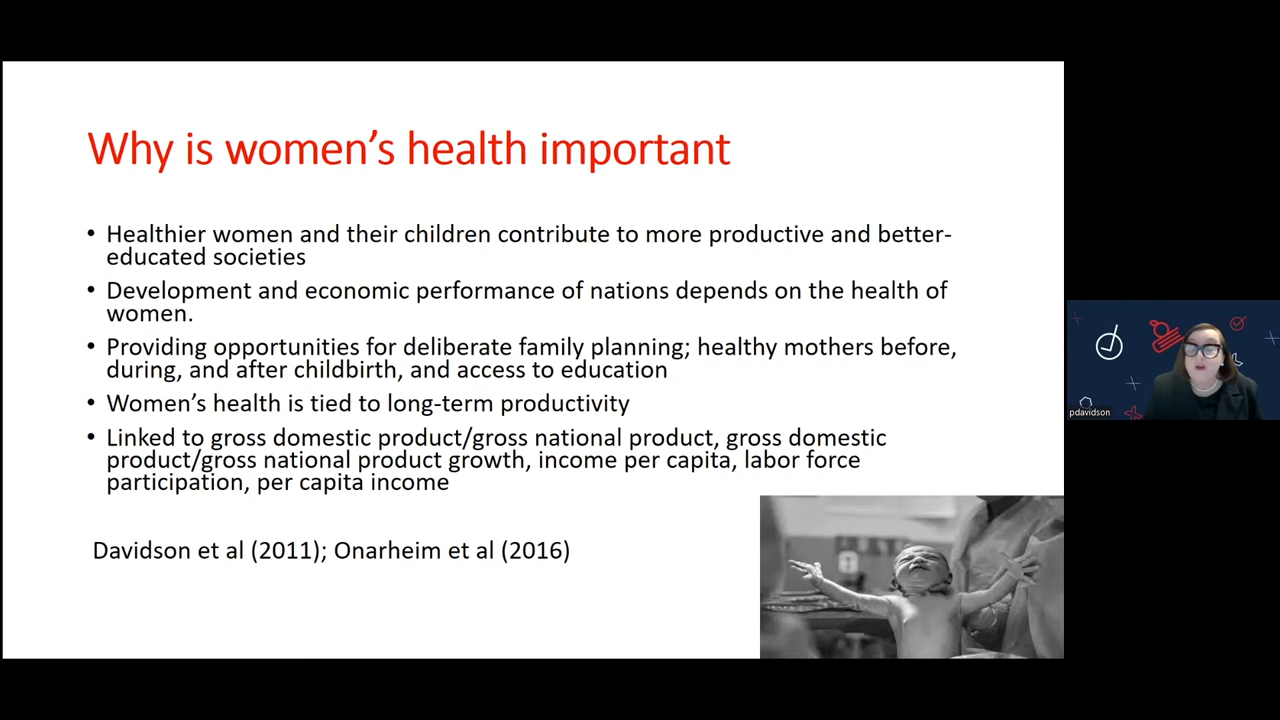 Why is women's health important
• Healthier women and their children contribute to more productive and better-
educated societies
• Development and economic performance of nations depends on the health of
women.
• Providing opportunities for deliberate family planning; healthy mothers before,
during, and after childbirth, and access to education
• Women's health is tied to long-term productivity
• Linked to gross domestic product/gross national product, gross domestic
product/gross national product growth, income per capita, labor force
participation, per capita income
Davidson et al (2011); Onarheim et al (2016)
pdavidson